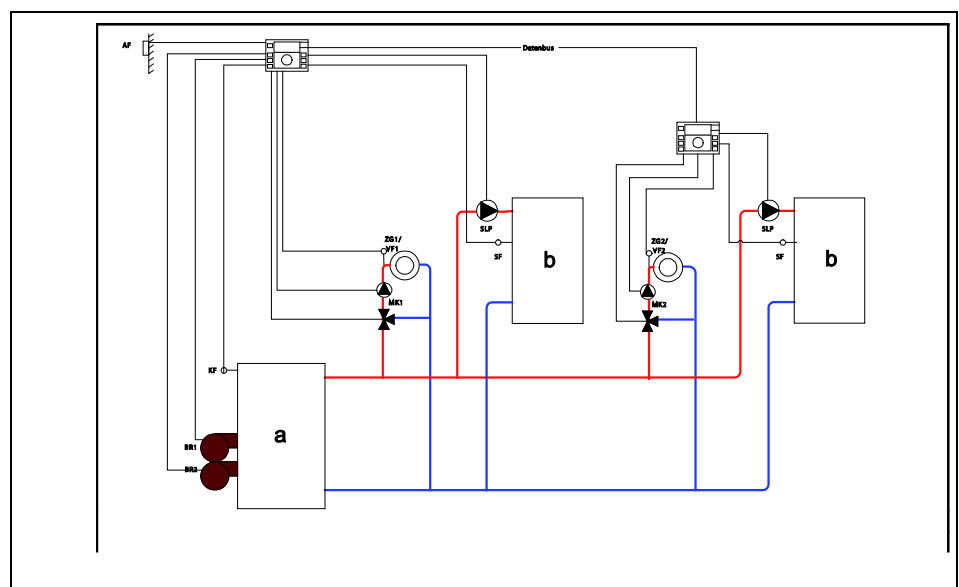 AF
Datenbus
ZG1/
VF1
SLP
SF
b
ZG2/
VF2
SLP
SF
b
MK1
MK2
KF
a
BR1
BR2